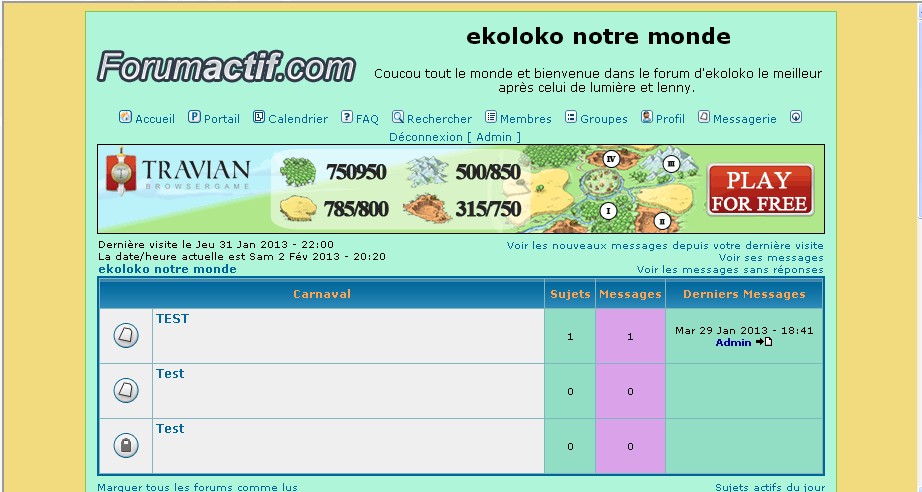 ekoloko notre monde
Forumactif.com
Coucou tout le monde et bienvenue dans le forum d'ekoloko le meilleur
après celui de lumière et lenny.
Accueil Portail Calendrier FAQ Rechercher Membres Groupes Profil Messagerie
Déconnexion [ Admin ]
TRAVIAN
BROWSERGAME
750950 500/850
785/800 315/750
IV III
I II
PLAY
FOR FREE
Dernière visite le Jeu 31 Jan 2013 - 22:00
La date/heure actuelle est Sam 2 Fév 2013 - 20:20
ekoloko notre monde
Voir les nouveaux messages depuis votre dernière visite
Voir ses messages
Voir les messages sans réponses
Carnaval Sujets Messages Derniers Messages
TEST
1 1 Mar 29 Jan 2013 - 18:41
Admin
Test
0 0
Test
0 0
Marquer tous les forums comme lus Sujets actifs du jour